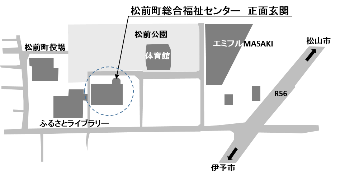 松前町総合福祉センター 正面玄関
松前公園
エミフルMASAKI
松山市
松前町役場
体育館
R56
ふるさとライブラリー
伊予市